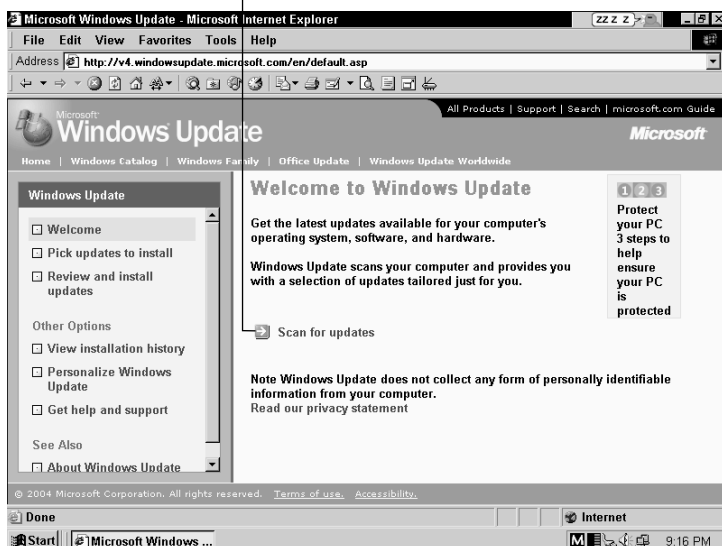 Microsoft Windows Update - Microsoft Internet Explorer
zz z z
File Edit View Favorites Tools Help
Address http://v4.windowsupdate.microsoft.com/en/default.asp
All Products | Support | Search | microsoft.com Guide
Microsoft
Windows Update
Microsoft
Home | Windows Catalog | Windows Family | Office Update | Windows Update Worldwide
Windows Update
Welcome
Pick updates to install
Review and install
updates
Other Options
View installation history
Personalize Windows
Update
Get help and support
See Also
About Windows Update
Welcome to Windows Update
Get the latest updates available for your computer's
operating system, software, and hardware.
Windows Update scans your computer and provides you
with a selection of updates tailored just for you.
Scan for updates
Note Windows Update does not collect any form of personally identifiable
information from your computer.
Read our privacy statement
1 2 3
Protect
your PC
3 steps to
help
ensure
your PC
is
protected
© 2004 Microsoft Corporation. All rights reserved. Terms of use. Accessibility.
Done
Internet
Start
Microsoft Windows ...
M
9:16 PM